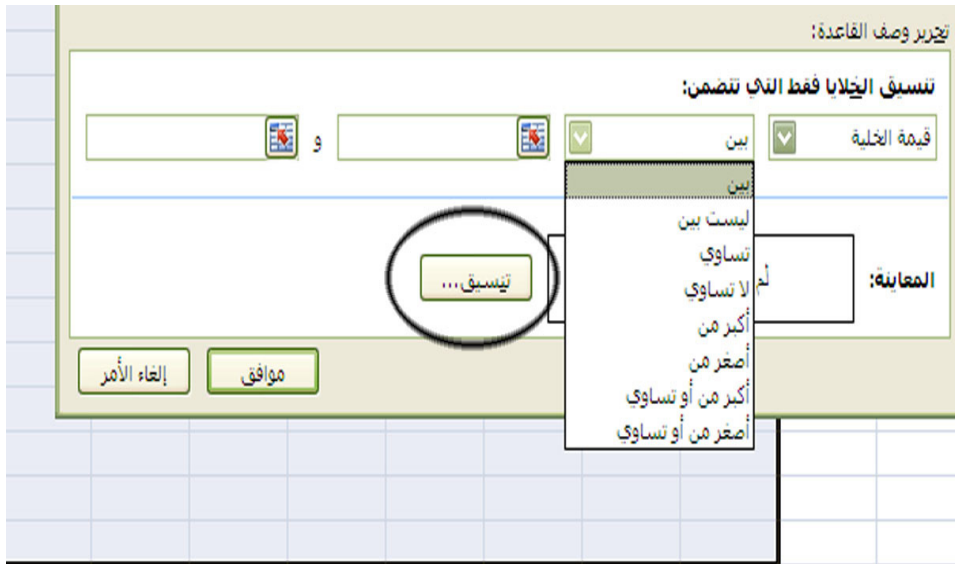 تحرير وصف القاعدة:
تنسيق الخلايا فقط التي تتضمن:
قيمة الخلية بين و
بين
ليست بين
تساوي
لا تساوي
أكبر من
أصغر من
أكبر من أو تساوي
أصغر من أو تساوي
المعاينة: لم تنسيق...
موافق إلغاء الأمر